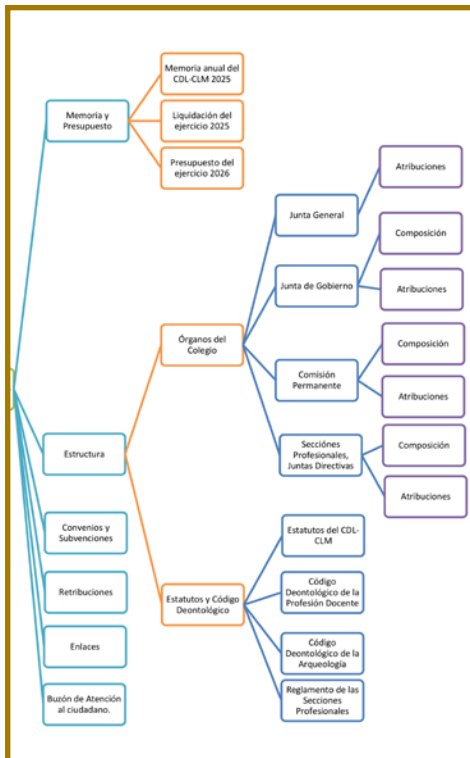 Memoria y
Presupuesto
Memoria anual del
CDL-CLM 2025
Liquidación del
ejercicio 2025
Presupuesto del
ejercicio 2026
Estructura
Órganos del
Colegio
Junta General
Atribuciones
Junta de Gobierno
Composición
Atribuciones
Comisión
Permanente
Composición
Atribuciones
Secciónes
Profesionales,
Juntas Directivas
Composición
Atribuciones
Estatutos y Código
Deontológico
Estatutos del CDL-
CLM
Código
Deontológico de la
Profesión Docente
Código
Deontológico de la
Arqueología
Reglamento de las
Secciones
Profesionales
Convenios y
Subvenciones
Retribuciones
Enlaces
Buzón de Atención
al ciudadano.